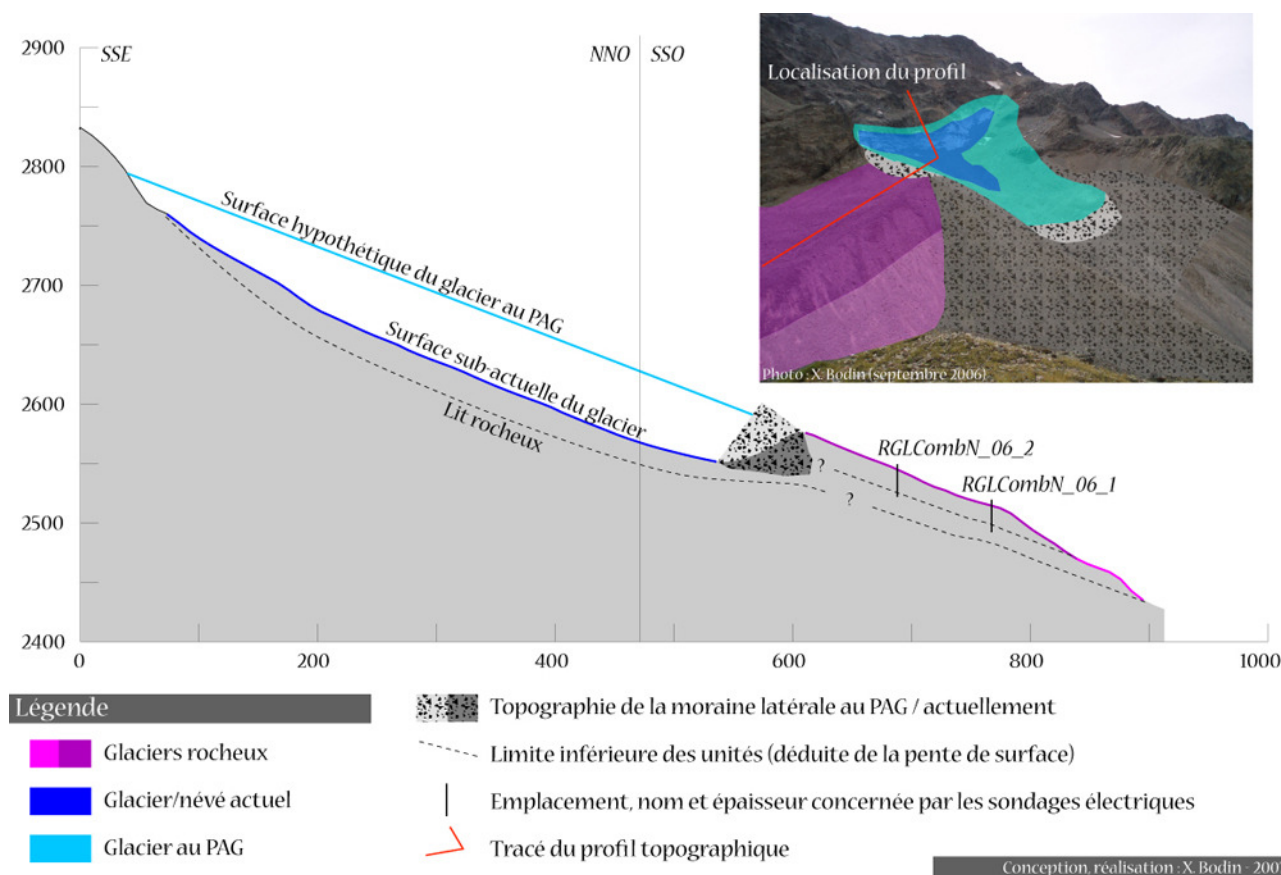 2900
SSE
NNO
SSO
Localisation du profil
2800
Surface hypothétique du glacier au PAG
2700
Surface sub-actuelle du glacier
Photo : X. Bodin (septembre 2006).
2600
Lit rocheux
RGLCombN_06_2
?
RGLCombN_06_1
?
2500
2400
0
200
400
600
800
1000
Légende
Topographie de la moraine latérale au PAG / actuellement
Glaciers rocheux
Limite inférieure des unités (déduite de la pente de surface)
Glacier/névé actuel
Emplacement, nom et épaisseur concernée par les sondages électriques
Glacier au PAG
Tracé du profil topographique
Conception, réalisation : X. Bodin -